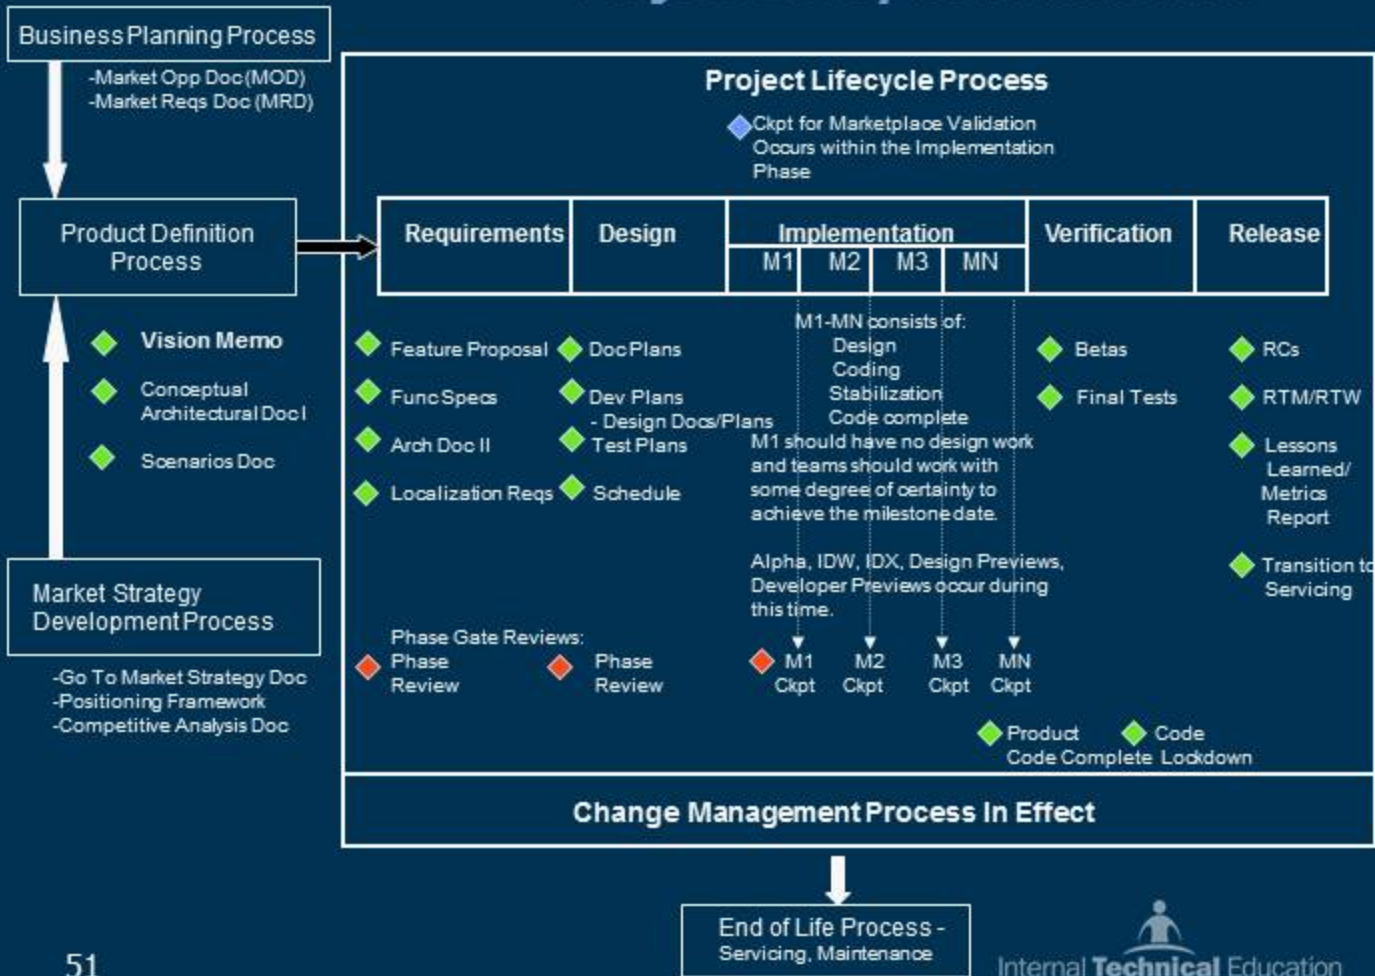 Business Planning Process
-Market Opp Doc (MOD)
-Market Reqs Doc (MRD)
Product Definition
Process
Vision Memo
Conceptual
Architectural Doc I
Scenarios Doc
Market Strategy
Development Process
-Go To Market Strategy Doc
-Positioning Framework
-Competitive Analysis Doc
Project Lifecycle Process
Ckpt for Marketplace Validation
Occurs within the Implementation
Phase
Requirements
Design
Implementation
M1 M2 M3 MN
Verification
Release
Feature Proposal
Func Specs
Arch Doc II
Localization Reqs
Doc Plans
Dev Plans
- Design Docs/Plans
Test Plans
Schedule
M1-MN consists of:
Design
Coding
Stabilization
Code complete
M1 should have no design work
and teams should work with
some degree of certainty to
achieve the milestone date.
Alpha, IDW, IDX, Design Previews,
Developer Previews occur during
this time.
Betas
Final Tests
RCs
RTM/RTW
Lessons
Learned/
Metrics
Report
Transition to
Servicing
Phase Gate Reviews:
Phase
Review
Phase
Review
M1
Ckpt
M2
Ckpt
M3
Ckpt
MN
Ckpt
Product
Code Complete
Code
Lockdown
Change Management Process In Effect
End of Life Process -
Servicing, Maintenance
51
Internal Technical Education